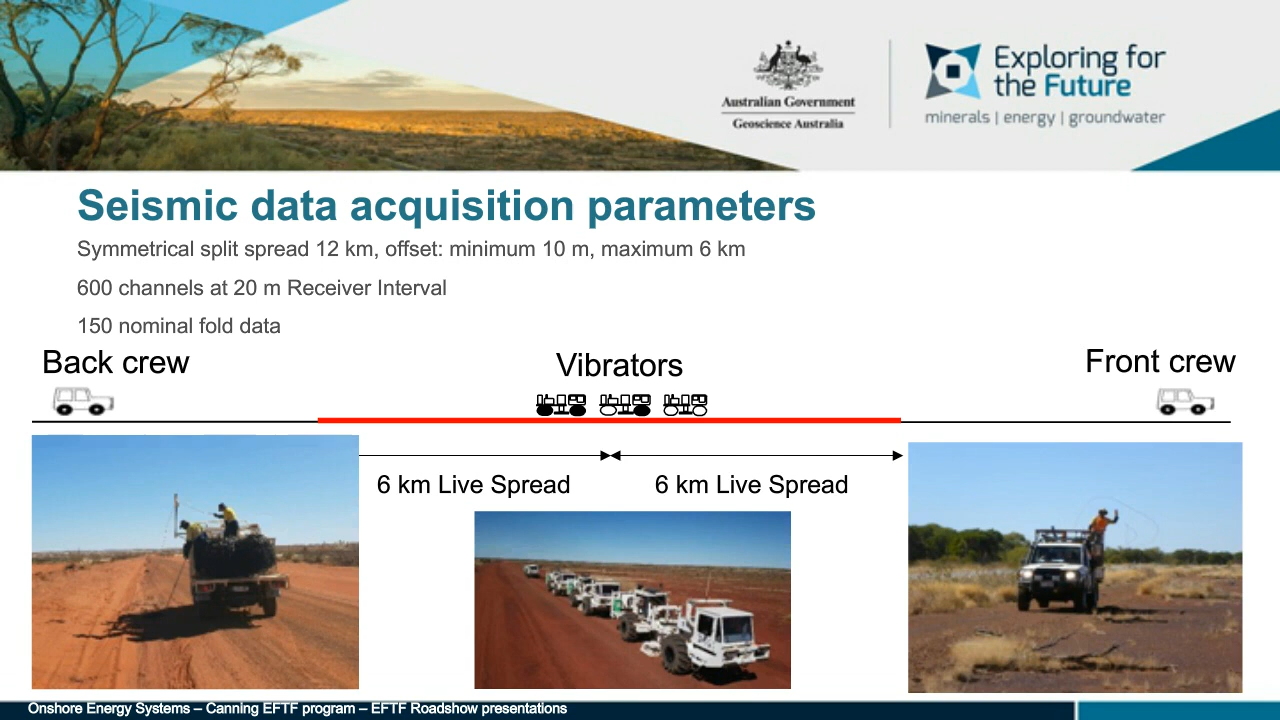 Australian Government
Geoscience Australia
Exploring for
the Future
minerals | energy | groundwater
Seismic data acquisition parameters
Symmetrical split spread 12 km, offset: minimum 10 m, maximum 6 km
600 channels at 20 m Receiver Interval
150 nominal fold data
Back crew
Vibrators
Front crew
6 km Live Spread
6 km Live Spread
Onshore Energy Systems – Canning EFTF program – EFTF Roadshow presentations